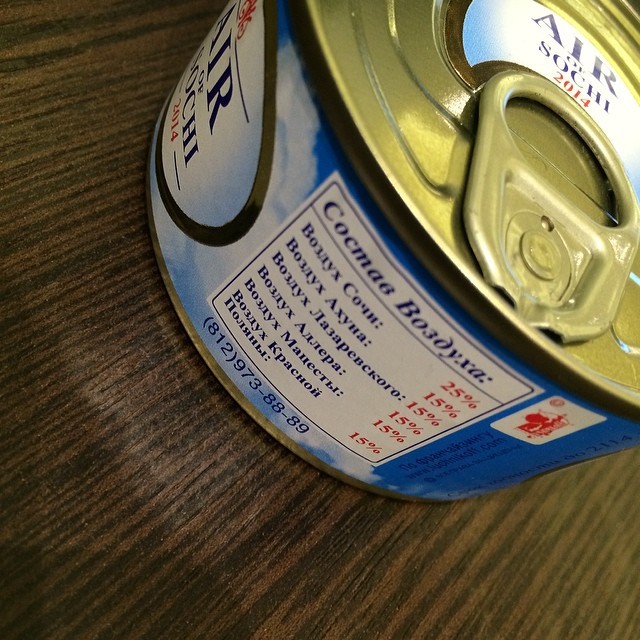 AIR
OF
SOCHI
2014
AIR
SOCHI
2014
Состав Воздуха:
Воздух Сочи: 25%
Воздух Ахуна: 15%
Воздух Лазаревского: 15%
Воздух Адлера: 15%
Воздух Мацесты: 15%
Воздух Красной
Поляны: 15%
(812)973-88-89